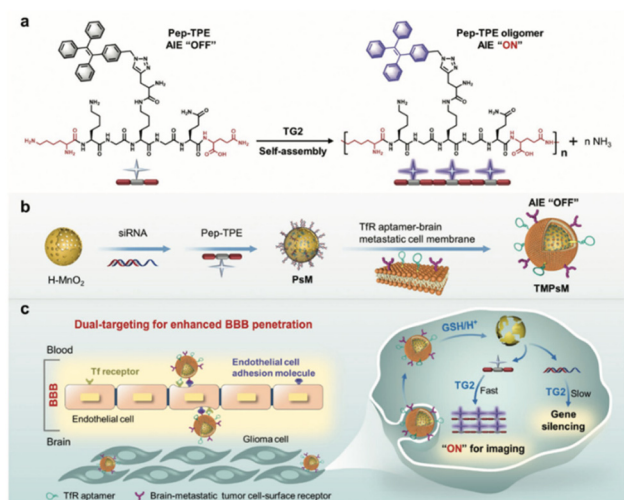 a
Pep-TPE
AIE "OFF"
Pep-TPE oligomer
AIE "ON"
TG2
Self-assembly
n
+ n NH3
b
siRNA
Pep-TPE
TfR aptamer-brain
metastatic cell membrane
AIE "OFF"
H-MnO2
PsM
TMPsM
c
Dual-targeting for enhanced BBB penetration
Blood
Tf receptor
Endothelial cell
adhesion molecule
BBB
Endothelial cell
Brain
Glioma cell
TfR aptamer
Brain-metastatic tumor cell-surface receptor
GSH/H+
TG2
Fast
TG2
Slow
Gene
silencing
"ON" for imaging